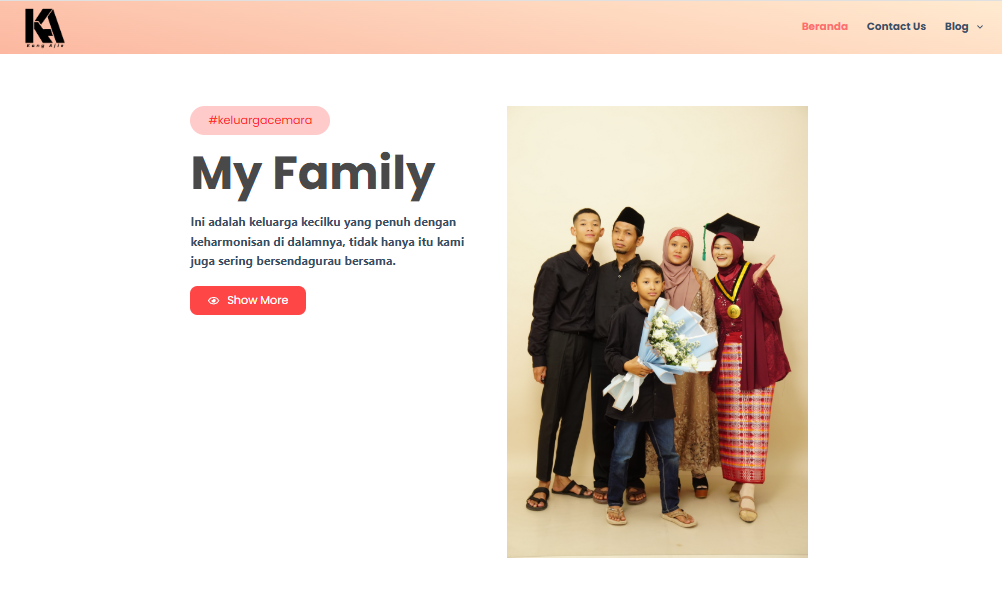 KA
Kang Ajie
Beranda
Contact Us
Blog
#keluargacemara
My Family
Ini adalah keluarga kecilku yang penuh dengan
keharmonisan di dalamnya, tidak hanya itu kami
juga sering bersendagurau bersama.
Show More